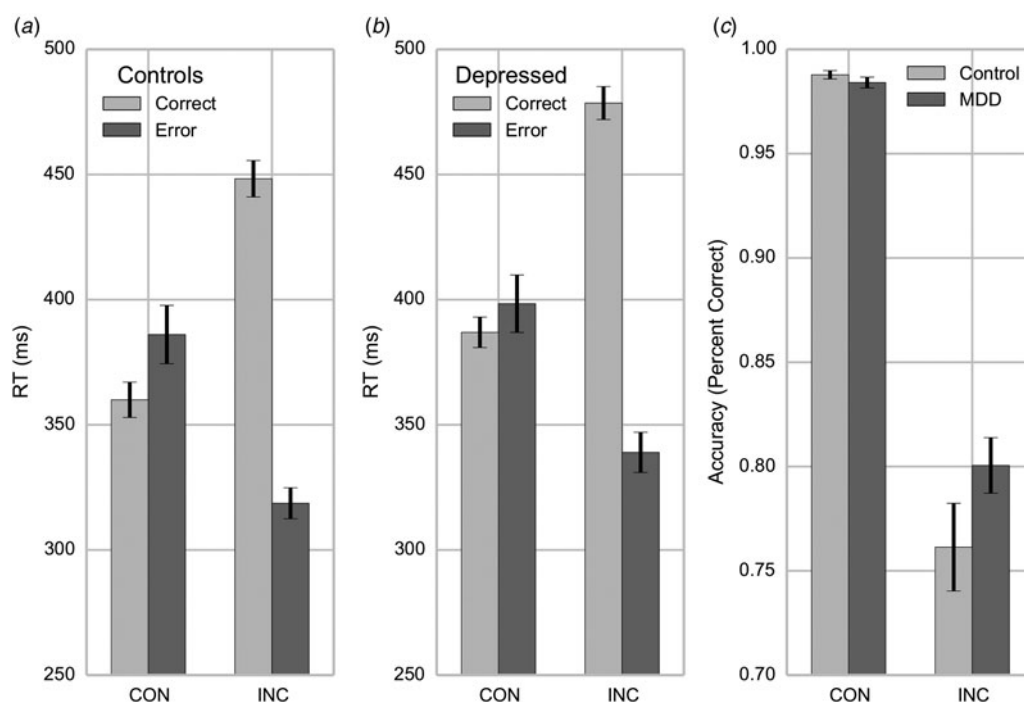 (a)
500
450
400
350
300
250
RT (ms)
Controls
Correct
Error
CON INC
(b)
500
450
400
350
300
250
RT (ms)
Depressed
Correct
Error
CON INC
(c)
1.00
0.95
0.90
0.85
0.80
0.75
0.70
Accuracy (Percent Correct)
Control
MDD
CON INC